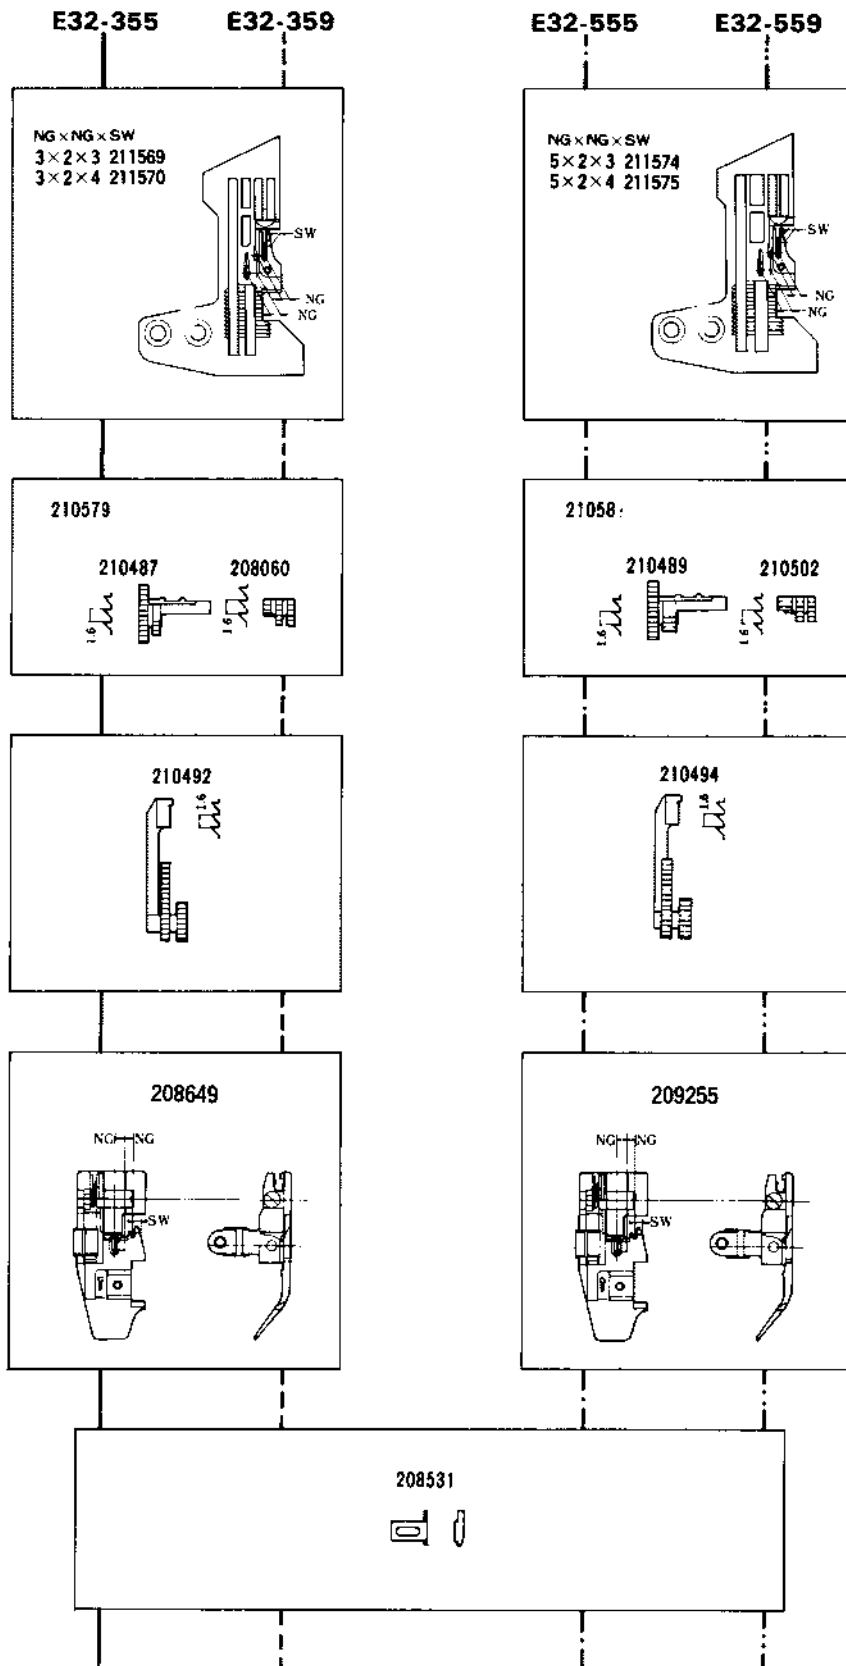 E32-355 E32-359 E32-555 E32-559
NG×NG×SW
3×2×3 211569
3×2×4 211570
SW
NG
NG
NG×NG×SW
5×2×3 211574
5×2×4 211575
SW
NG
NG
210579
210487 208060
1.6 1.6
210489 210502
1.6 1.6
210492
1.6
210494
1.6
208649
NG NG
SW
209255
NG NG
SW
208531